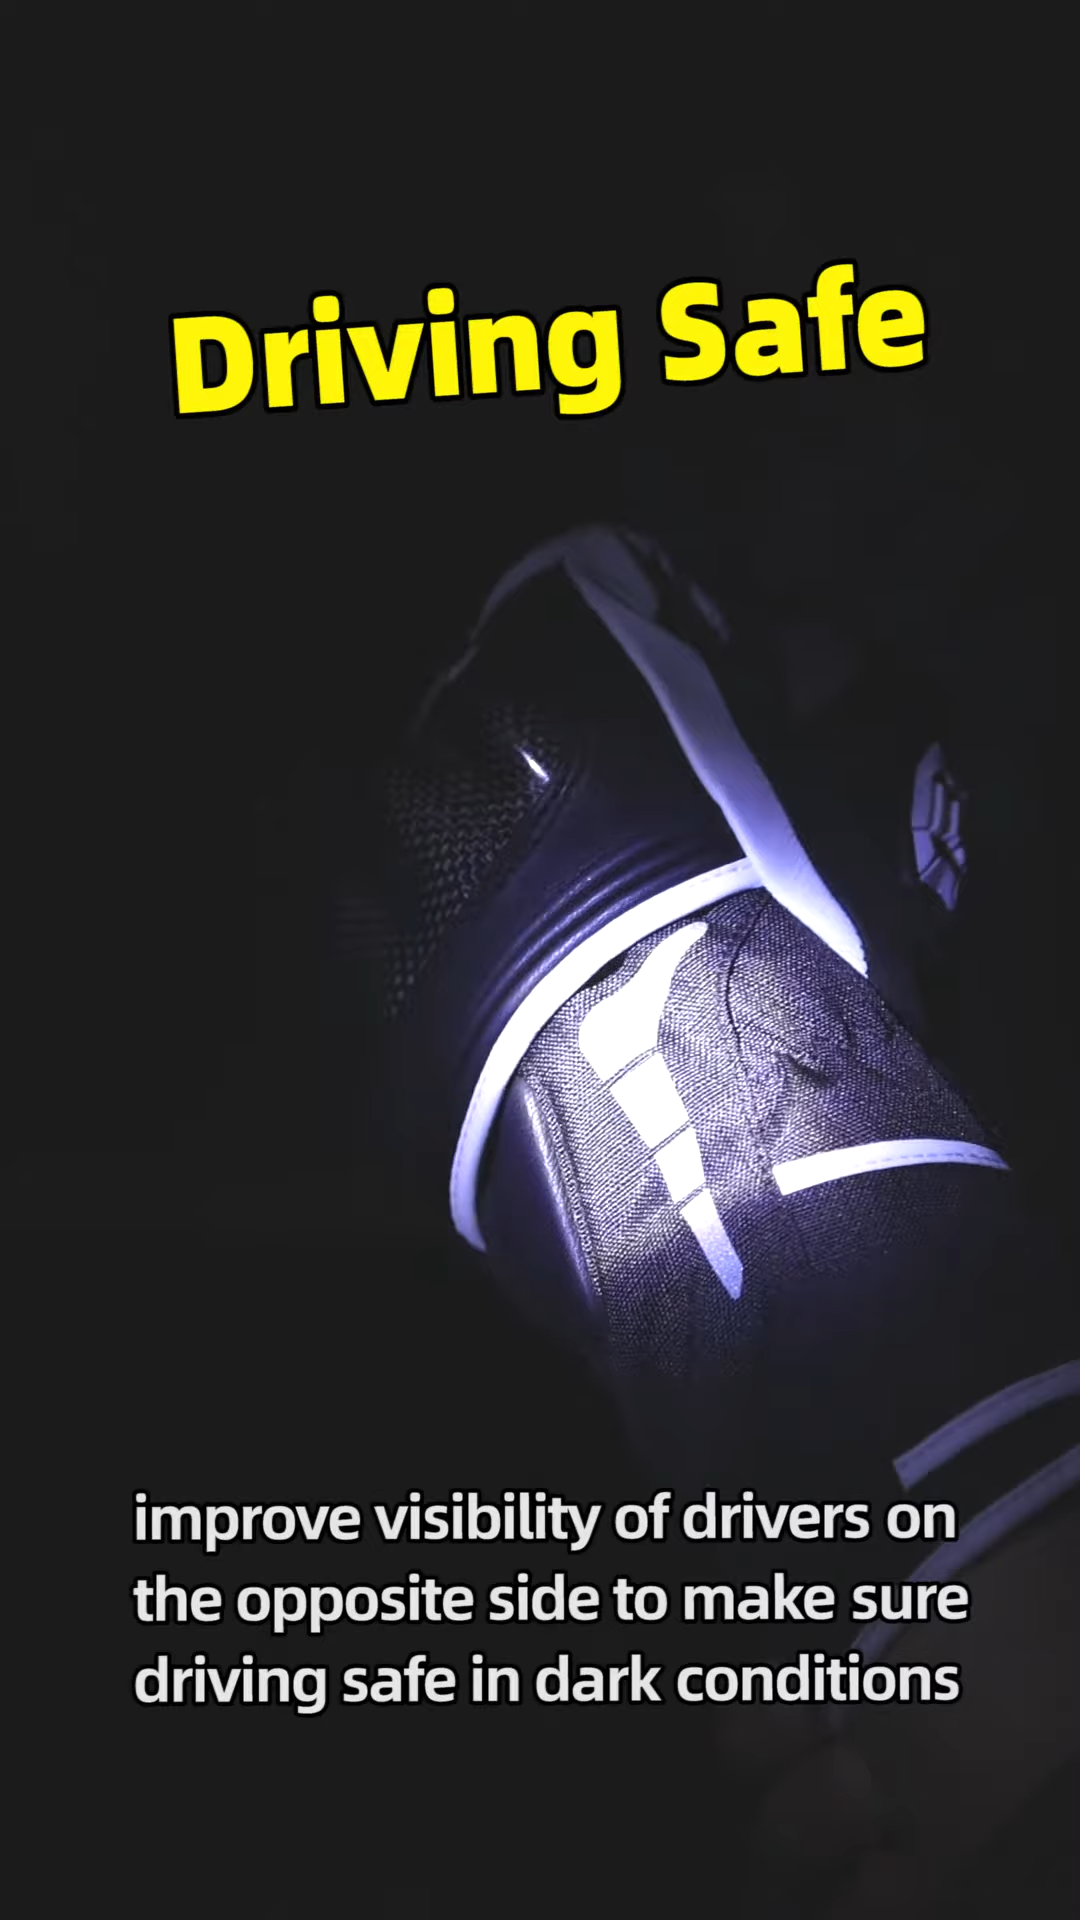 Driving Safe
improve visibility of drivers on
the opposite side to make sure
driving safe in dark conditions